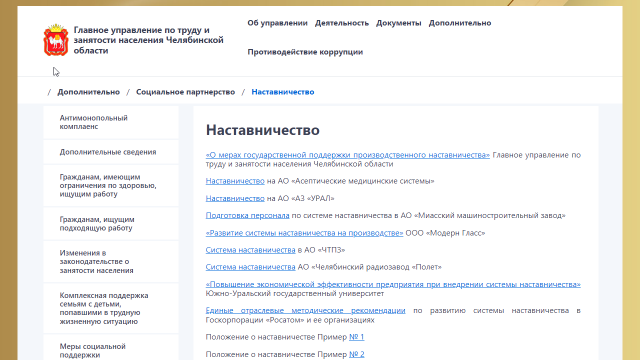 Главное управление по труду и
занятости населения Челябинской
области
Об управлении Деятельность Документы Дополнительно
Противодействие коррупции
/ Дополнительно / Социальное партнерство / Наставничество
Антимонопольный
комплаенс
Дополнительные сведения
Гражданам, имеющим
ограничения по здоровью,
ищущим работу
Гражданам, ищущим
подходящую работу
Изменения в
законодательстве о
занятости населения
Комплексная поддержка
семьям с детьми,
попавшими в трудную
жизненную ситуацию
Меры социальной
поддержки
Наставничество
«О мерах государственной поддержки производственного наставничества» Главное управление по
труду и занятости населения Челябинской области
Наставничество на АО «Асептические медицинские системы»
Наставничество на АО «АЗ «УРАЛ»
Подготовка персонала по системе наставничества в АО «Миасский машиностроительный завод»
«Развитие системы наставничества на производстве» ООО «Модерн Гласс»
Система наставничества в АО «ЧТПЗ»
Система наставничества АО «Челябинский радиозавод «Полет»
«Повышение экономической эффективности предприятия при внедрении системы наставничества»
Южно-Уральский государственный университет
Единые отраслевые методические рекомендации по развитию системы наставничества в
Госкорпорации «Росатом» и ее организациях
Положение о наставничестве Пример № 1
Положение о наставничестве Пример № 2